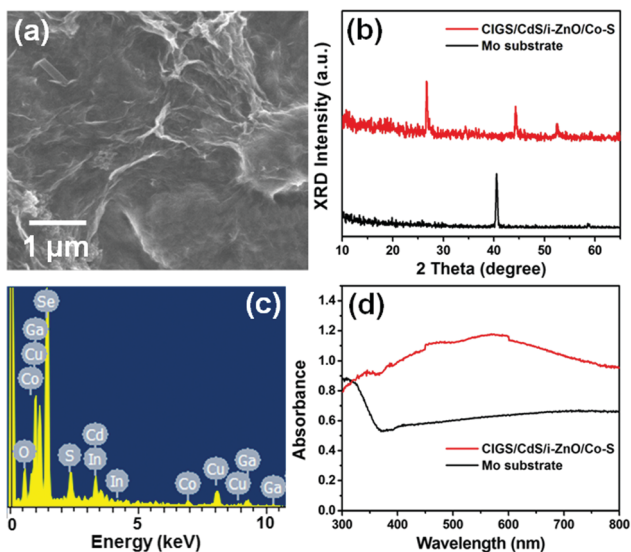 (a)
1 μm
(b)
CIGS/CdS/i-ZnO/Co-S
Mo substrate
XRD Intensity (a.u.)
10 20 30 40 50 60
2 Theta (degree)
(c)
Se
Ga
Cu
Co
O
S
Cd
In
In
Co
Cu
Cu
Ga
Ga
0 5 10
Energy (keV)
(d)
1.4
1.2
1.0
0.8
0.6
0.4
0.2
0.0
Absorbance
CIGS/CdS/i-ZnO/Co-S
Mo substrate
300 400 500 600 700 800
Wavelength (nm)